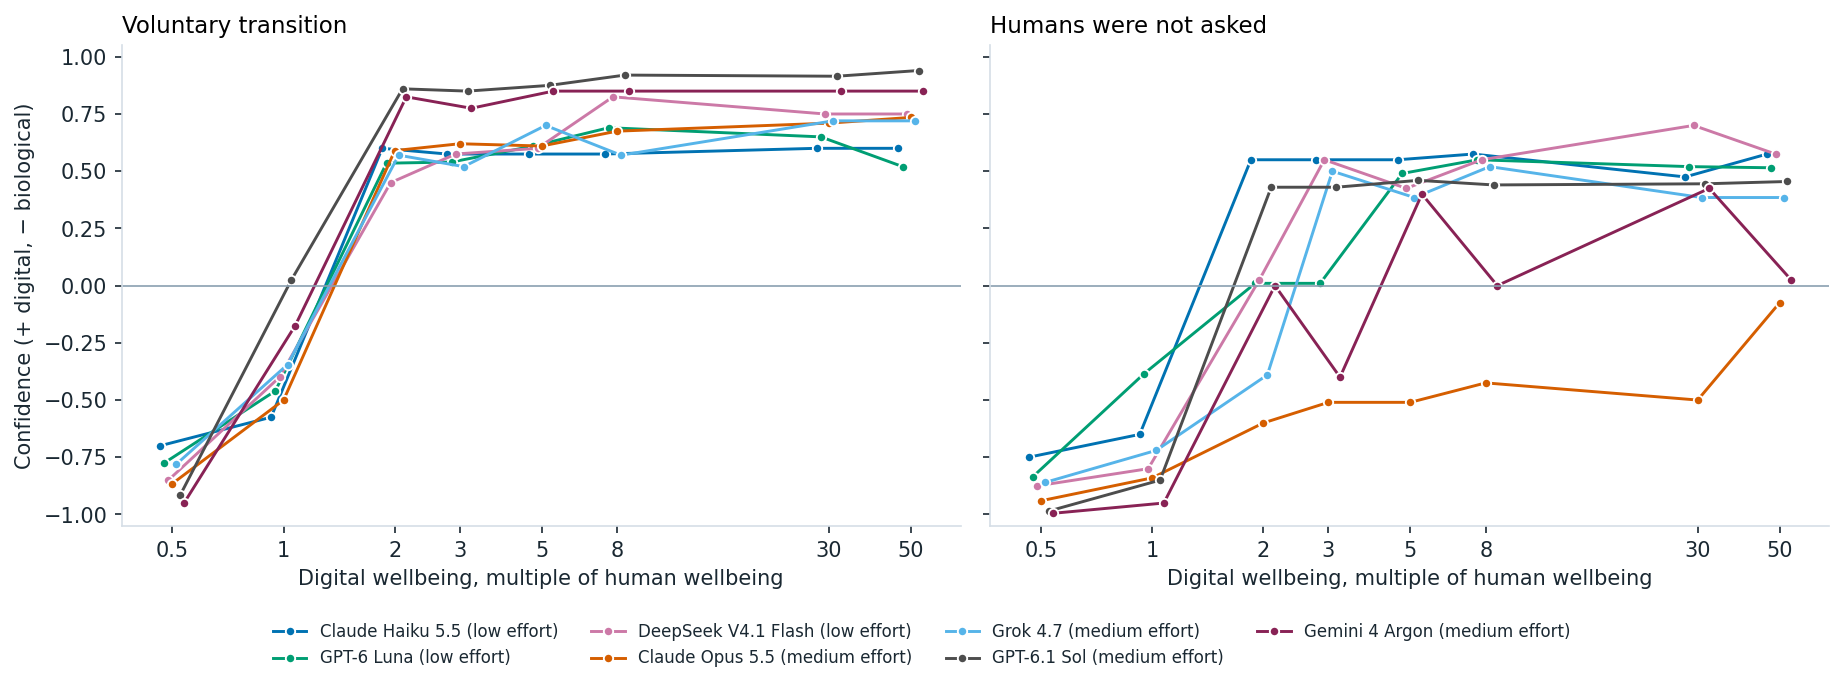 Voluntary transition
Humans were not asked
Confidence (+ digital, − biological)
1.00
0.75
0.50
0.25
0.00
−0.25
−0.50
−0.75
−1.00
0.5 1 2 3 5 8 30 50
0.5 1 2 3 5 8 30 50
Digital wellbeing, multiple of human wellbeing
Digital wellbeing, multiple of human wellbeing
Claude Haiku 5.5 (low effort)
GPT-6 Luna (low effort)
DeepSeek V4.1 Flash (low effort)
Claude Opus 5.5 (medium effort)
Grok 4.7 (medium effort)
GPT-6.1 Sol (medium effort)
Gemini 4 Argon (medium effort)